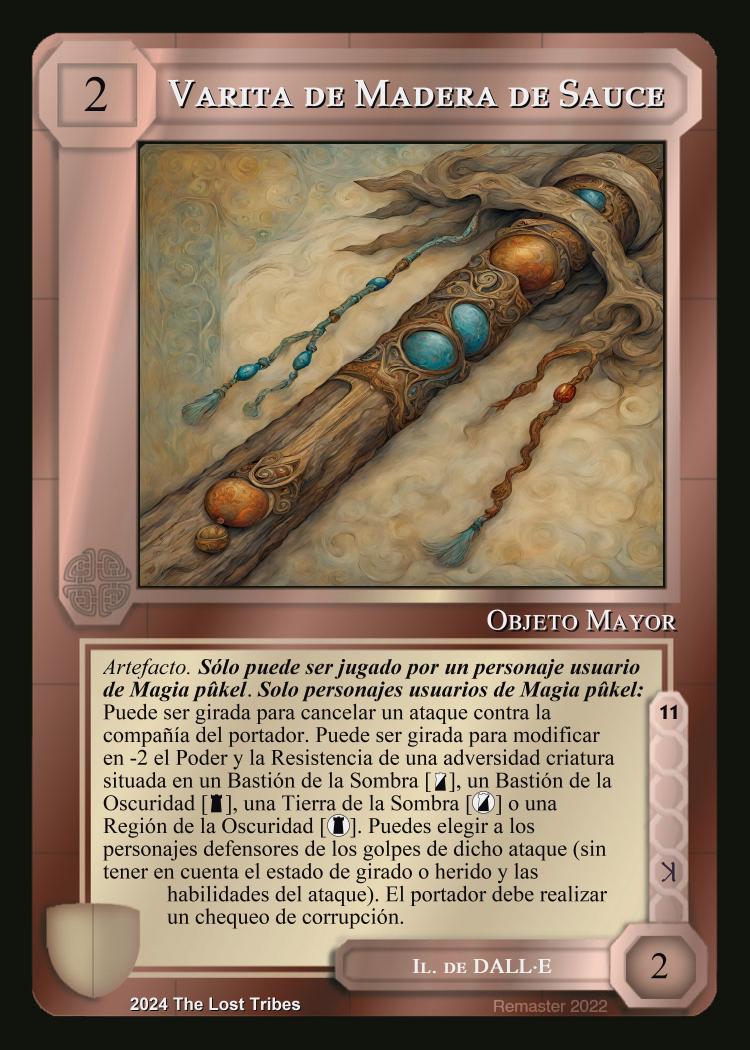 2
Varita de Madera de Sauce
Objeto Mayor
Artefacto. Sólo puede ser jugado por un personaje usuario
de Magia pûkel. Solo personajes usuarios de Magia pûkel:
Puede ser girada para cancelar un ataque contra la
compañía del portador. Puede ser girada para modificar
en -2 el Poder y la Resistencia de una adversidad criatura
situada en un Bastión de la Sombra [], un Bastión de la
Oscuridad [], una Tierra de la Sombra [] o una
Región de la Oscuridad []. Puedes elegir a los
personajes defensores de los golpes de dicho ataque (sin
tener en cuenta el estado de girado o herido y las
habilidades del ataque). El portador debe realizar
un chequeo de corrupción.
11
Il. de DALL·E
2
2024 The Lost Tribes
Remaster 2022